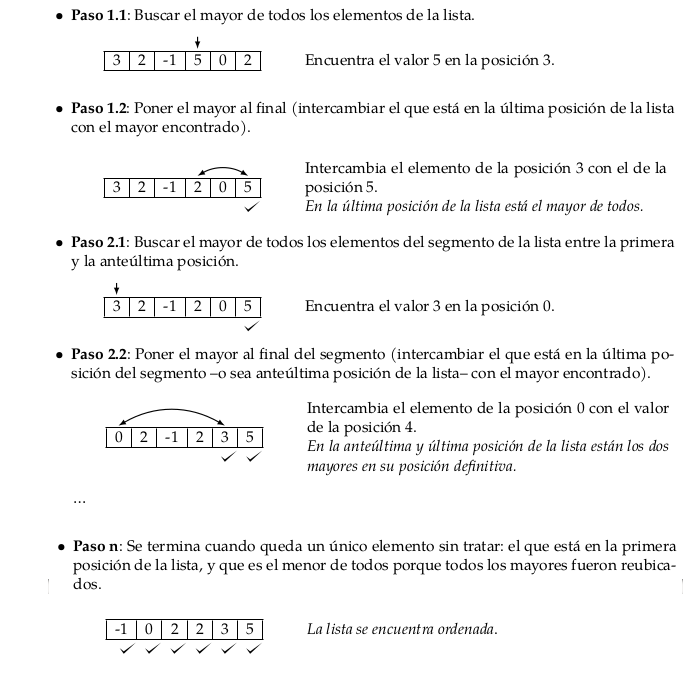 • Paso 1.1: Buscar el mayor de todos los elementos de la lista.
3 2 -1 5 0 2
Encuentra el valor 5 en la posición 3.
• Paso 1.2: Poner el mayor al final (intercambiar el que está en la última posición de la lista
con el mayor encontrado).
3 2 -1 2 0 5
Intercambia el elemento de la posición 3 con el de la
posición 5.
En la última posición de la lista está el mayor de todos.
• Paso 2.1: Buscar el mayor de todos los elementos del segmento de la lista entre la primera
y la anteúltima posición.
3 2 -1 2 0 5
Encuentra el valor 3 en la posición 0.
• Paso 2.2: Poner el mayor al final del segmento (intercambiar el que está en la última po-
sición del segmento –o sea anteúltima posición de la lista– con el mayor encontrado).
0 2 -1 2 3 5
Intercambia el elemento de la posición 0 con el valor
de la posición 4.
En la anteúltima y última posición de la lista están los dos
mayores en su posición definitiva.
...
• Paso n: Se termina cuando queda un único elemento sin tratar: el que está en la primera
posición de la lista, y que es el menor de todos porque todos los mayores fueron reubica-
dos.
-1 0 2 2 3 5
La lista se encuentra ordenada.